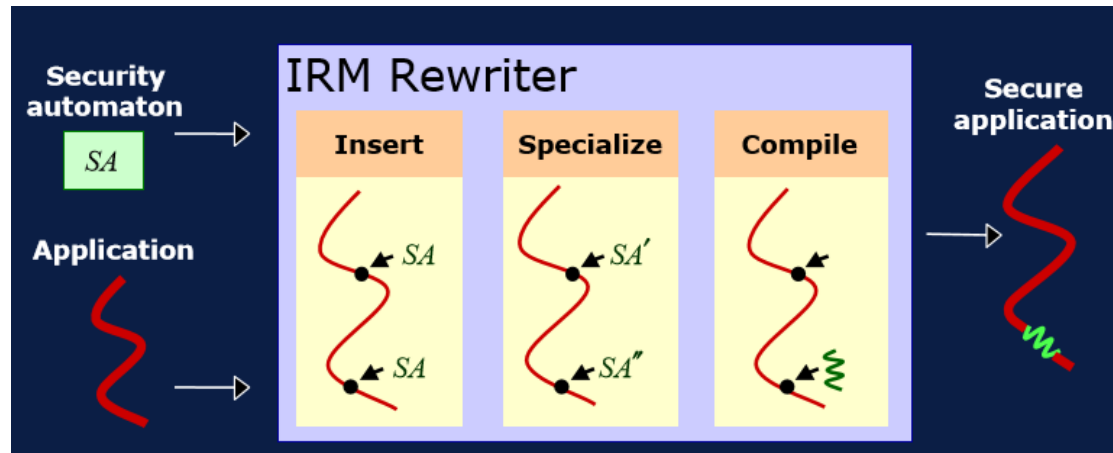 Security
automaton
SA
Application
IRM Rewriter
Insert
SA
SA
Specialize
SA′
SA″
Compile
Secure
application